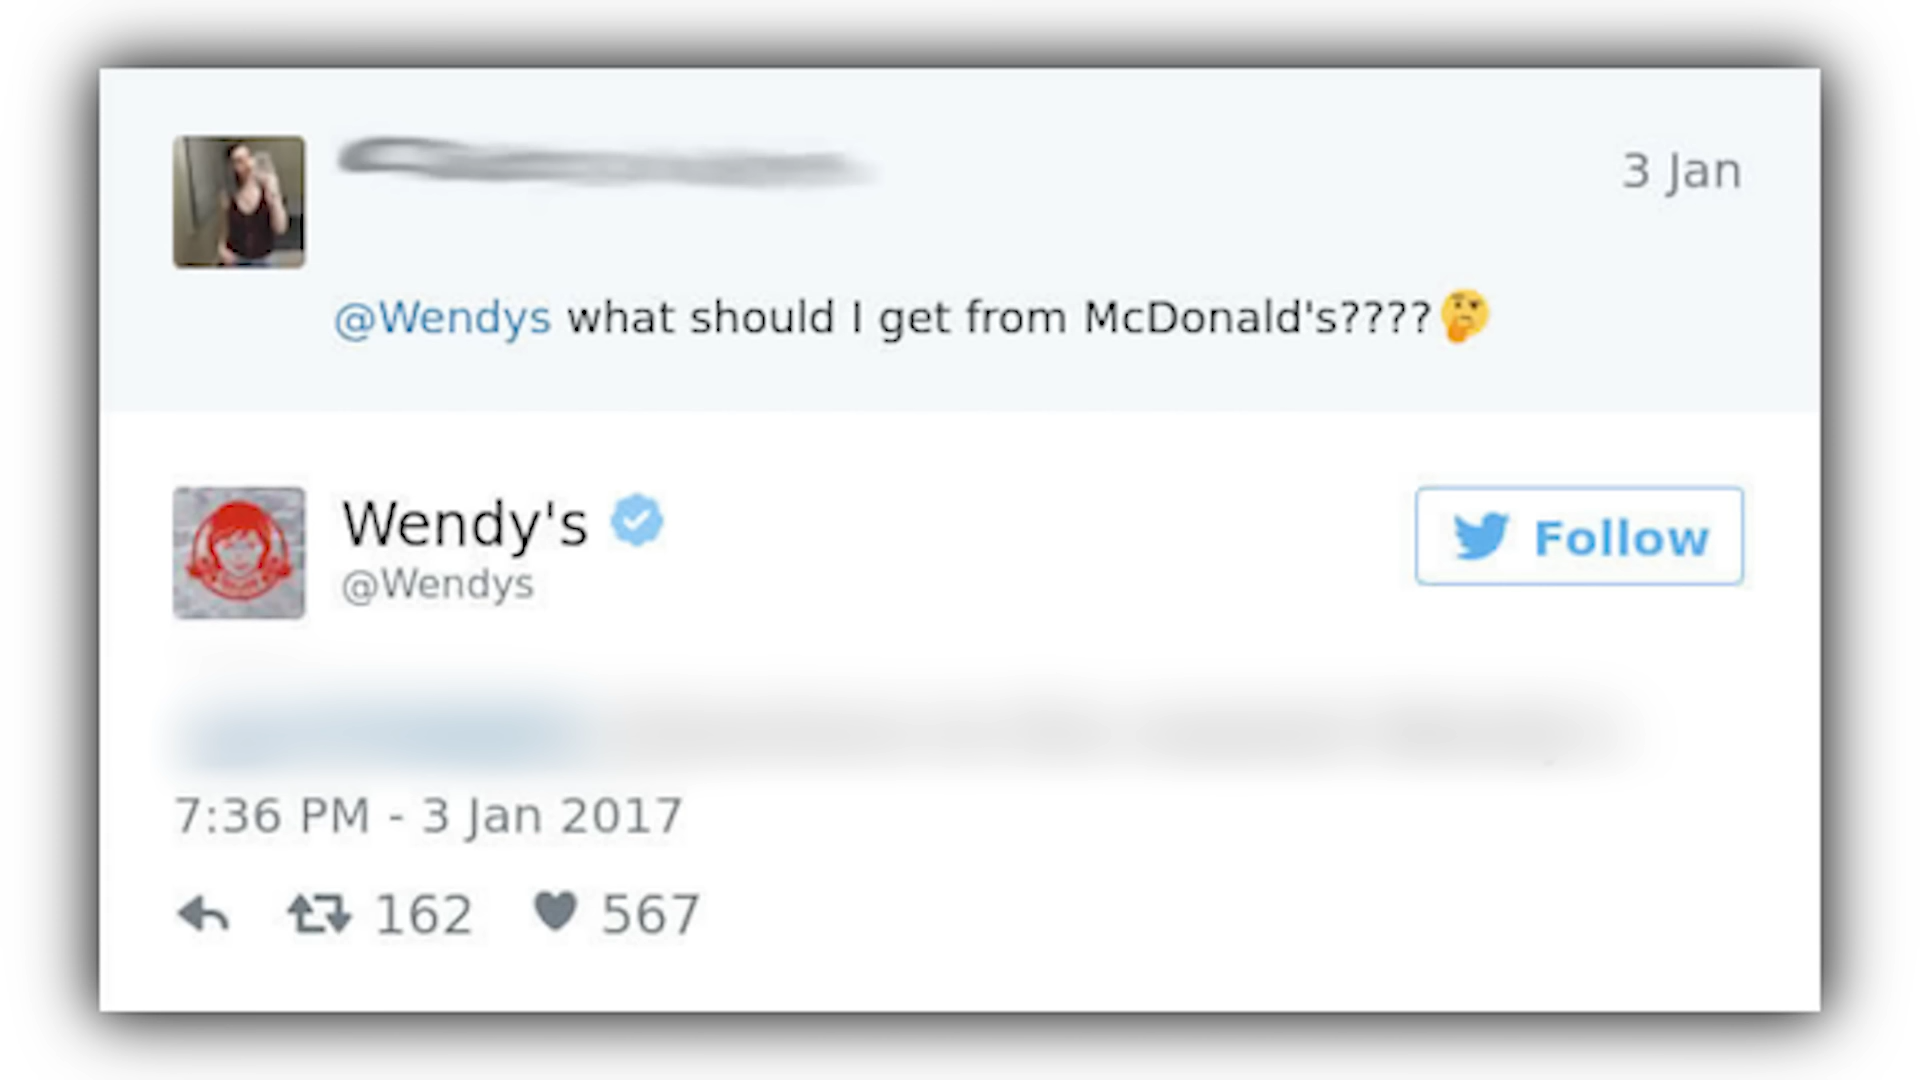 3 Jan
@Wendys what should I get from McDonald's????🤔
Wendy's
@Wendys
Follow
7:36 PM - 3 Jan 2017
162 567